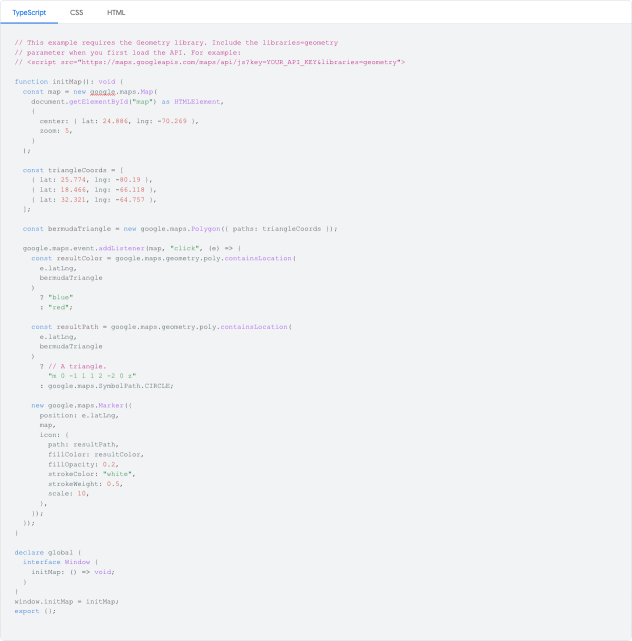 TypeScript CSS HTML
// This example requires the Geometry library. Include the libraries=geometry
// parameter when you first load the API. For example:
// <script src="https://maps.googleapis.com/maps/api/js?key=YOUR_API_KEY&libraries=geometry">
function initMap(): void {
const map = new google.maps.Map(
document.getElementById("map") as HTMLElement,
{
center: { lat: 24.886, lng: -70.269 },
zoom: 5,
}
);
const triangleCoords = [
{ lat: 25.774, lng: -80.19 },
{ lat: 18.466, lng: -66.118 },
{ lat: 32.321, lng: -64.757 },
];
const bermudaTriangle = new google.maps.Polygon({ paths: triangleCoords });
google.maps.event.addListener(map, "click", (e) => {
const resultColor = google.maps.geometry.poly.containsLocation(
e.latLng,
bermudaTriangle
)
? "blue"
: "red";
const resultPath = google.maps.geometry.poly.containsLocation(
e.latLng,
bermudaTriangle
)
? // A triangle.
"m 0 -1 l 1 2 -2 0 z"
: google.maps.SymbolPath.CIRCLE;
new google.maps.Marker({
position: e.latLng,
map,
icon: {
path: resultPath,
fillColor: resultColor,
fillOpacity: 0.2,
strokeColor: "white",
strokeWeight: 0.5,
scale: 10,
},
});
});
}
declare global {
interface Window {
initMap: () => void;
}
}
window.initMap = initMap;
export {};